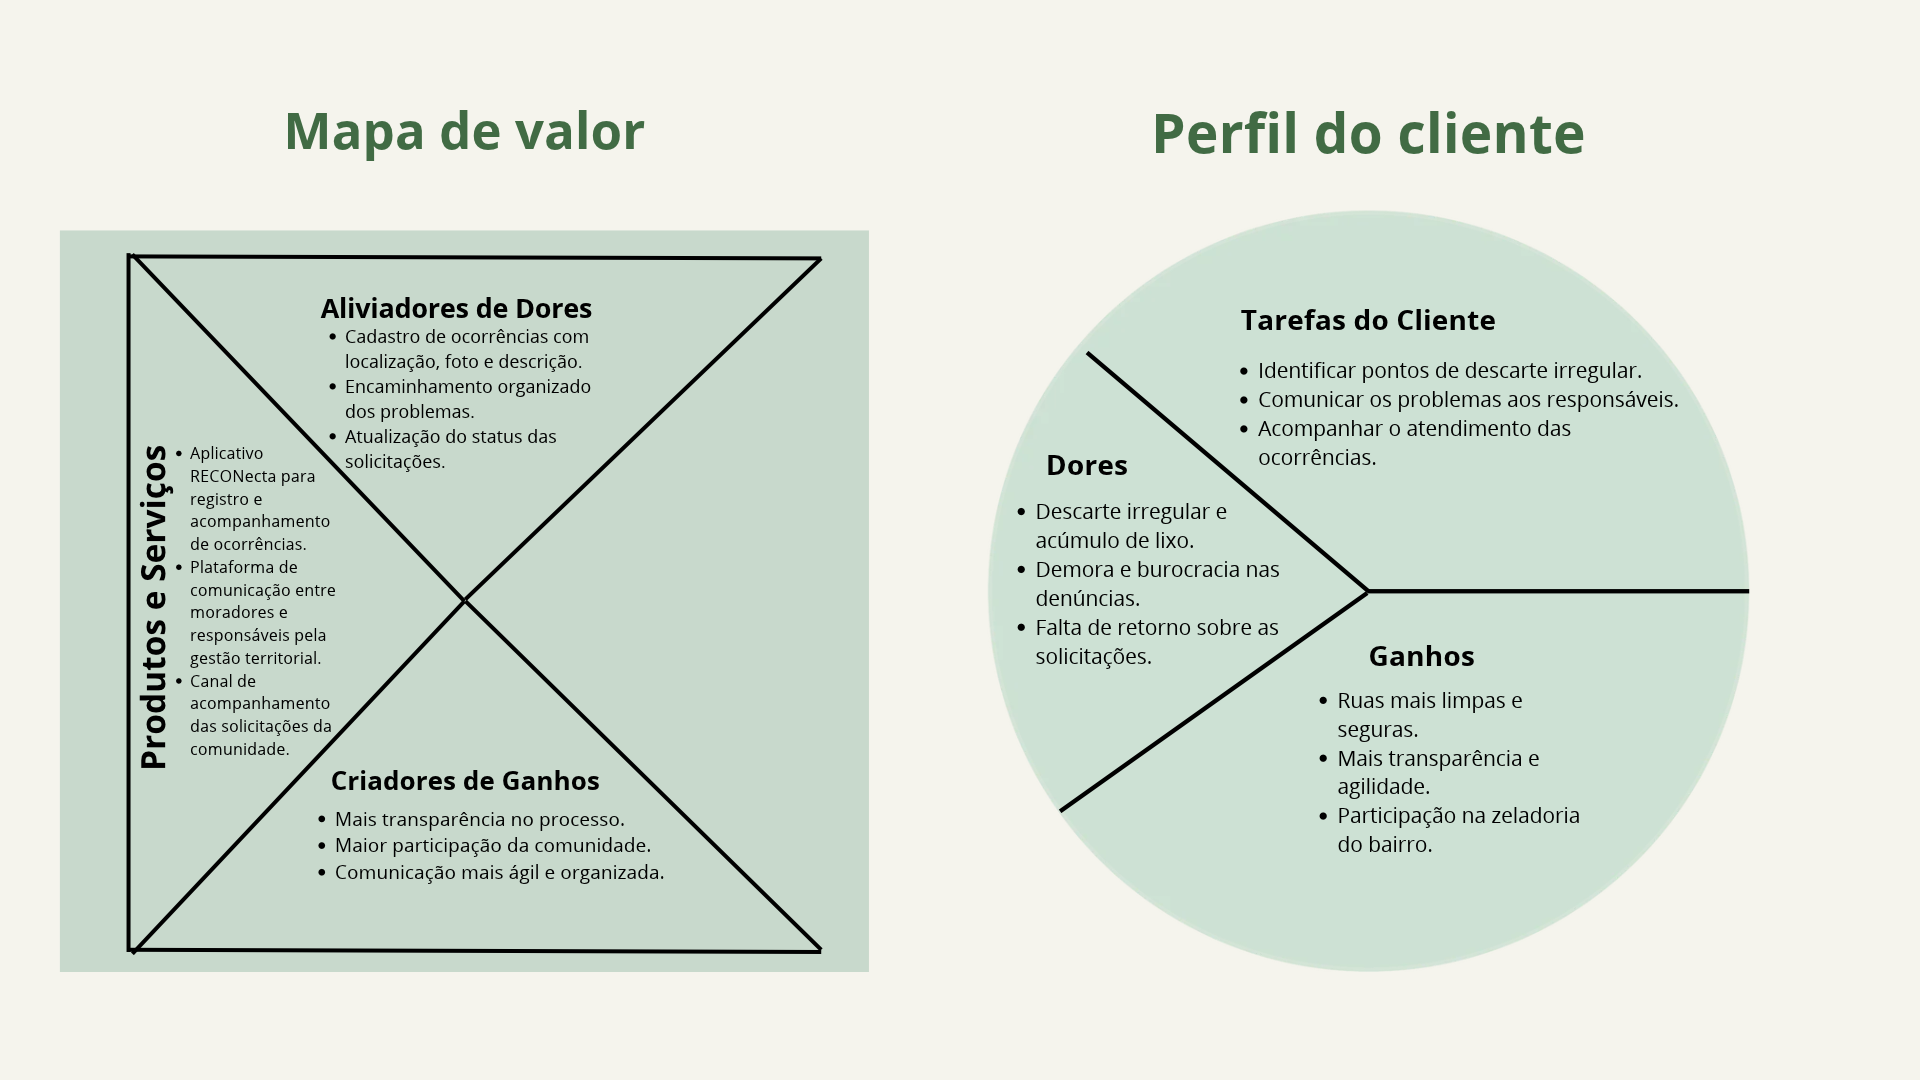 Mapa de valor
Perfil do cliente
Aliviadores de Dores
• Cadastro de ocorrências com
localização, foto e descrição.
• Encaminhamento organizado
dos problemas.
• Atualização do status das
solicitações.
Produtos e Serviços
• Aplicativo
RECONecta para
registro e
acompanhamento
de ocorrências.
• Plataforma de
comunicação entre
moradores e
responsáveis pela
gestão territorial.
• Canal de
acompanhamento
das solicitações da
comunidade.
Criadores de Ganhos
• Mais transparência no processo.
• Maior participação da comunidade.
• Comunicação mais ágil e organizada.
Tarefas do Cliente
• Identificar pontos de descarte irregular.
• Comunicar os problemas aos responsáveis.
• Acompanhar o atendimento das
ocorrências.
Dores
• Descarte irregular e
acúmulo de lixo.
• Demora e burocracia nas
denúncias.
• Falta de retorno sobre as
solicitações.
Ganhos
• Ruas mais limpas e
seguras.
• Mais transparência e
agilidade.
• Participação na zeladoria
do bairro.